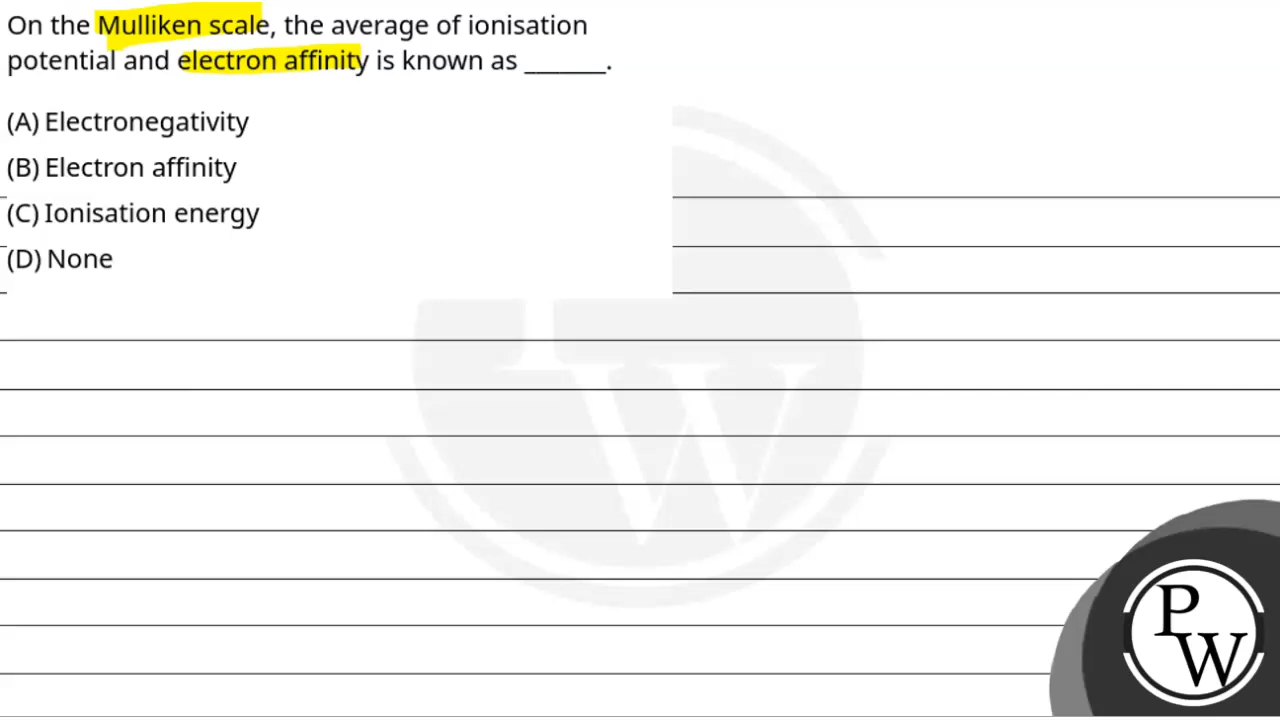 On the Mulliken scale, the average of ionisation
potential and electron affinity is known as ______.
(A) Electronegativity
(B) Electron affinity
(C) Ionisation energy
(D) None
PW